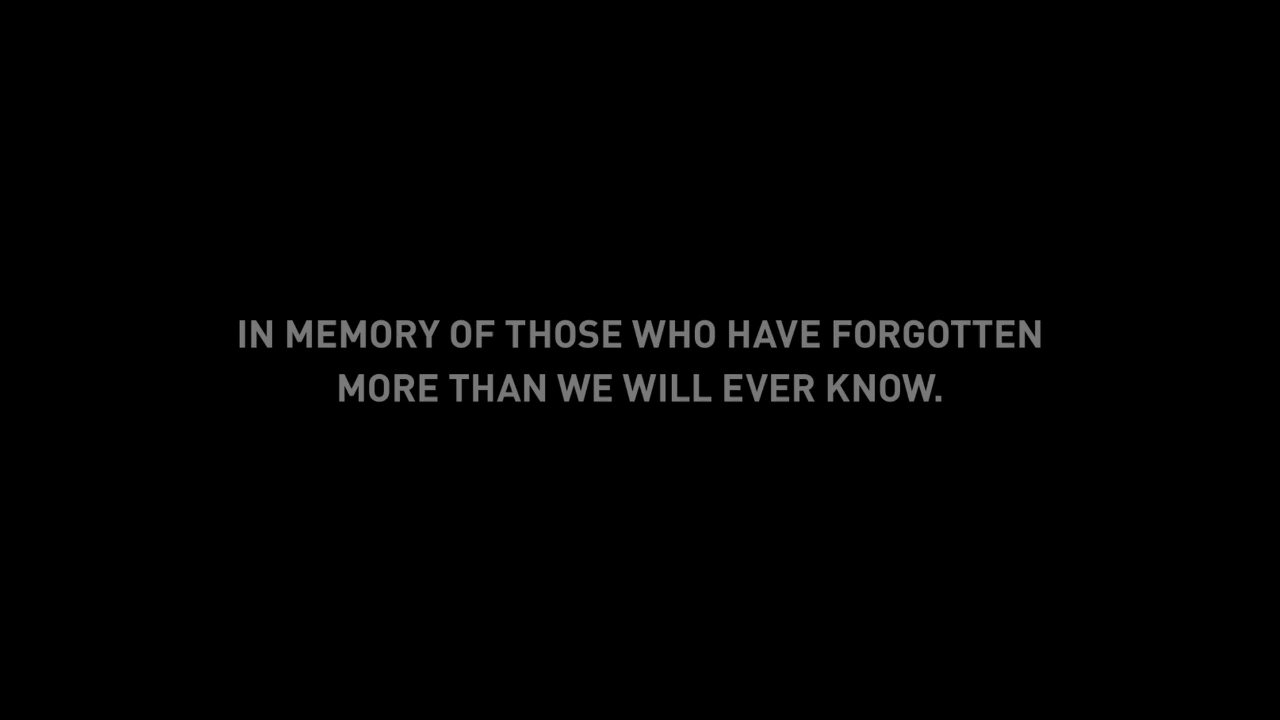 IN MEMORY OF THOSE WHO HAVE FORGOTTEN
MORE THAN WE WILL EVER KNOW.